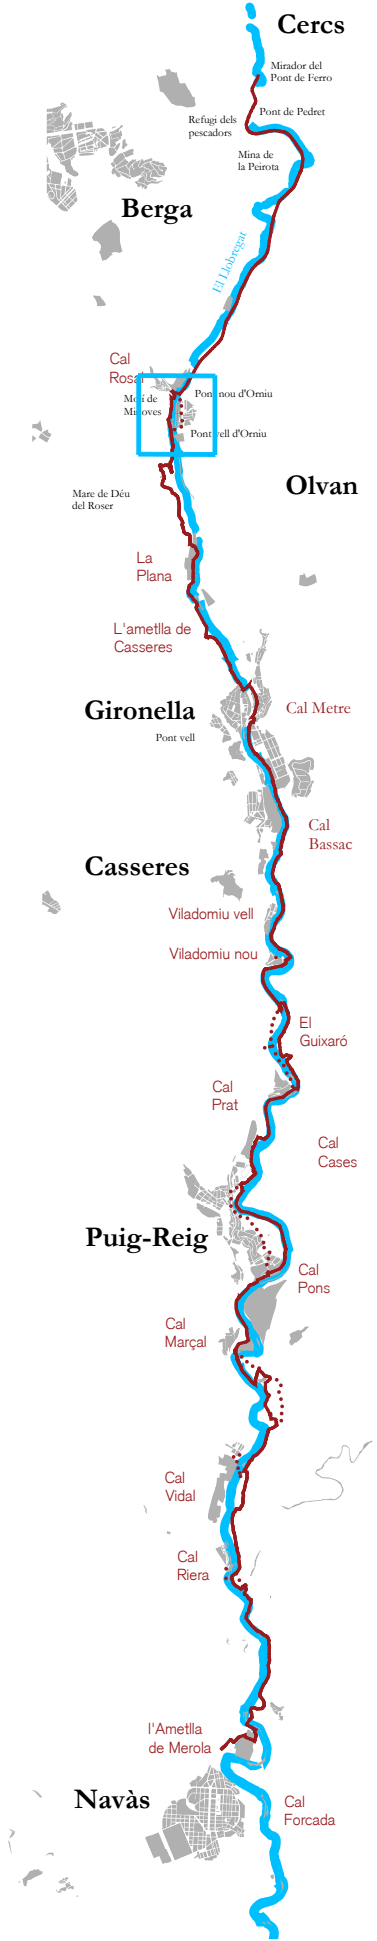 Cercs
Mirador del
Pont de Ferro
Pont de Pedret
Refugi dels
pescadors
Mina de
la Peirota
Berga
El Llobregat
Cal
Rosal
Pont nou d'Orniu
Molí de
Minoves
Pont vell d'Orniu
Olvan
Mare de Déu
del Roser
La
Plana
L'ametlla de
Casseres
Gironella
Cal Metre
Pont vell
Cal
Bassac
Casseres
Viladomiu vell
Viladomiu nou
El
Guixaró
Cal
Prat
Cal
Cases
Puig-Reig
Cal
Pons
Cal
Marçal
Cal
Vidal
Cal
Riera
l'Ametlla
de Merola
Navàs
Cal
Forcada